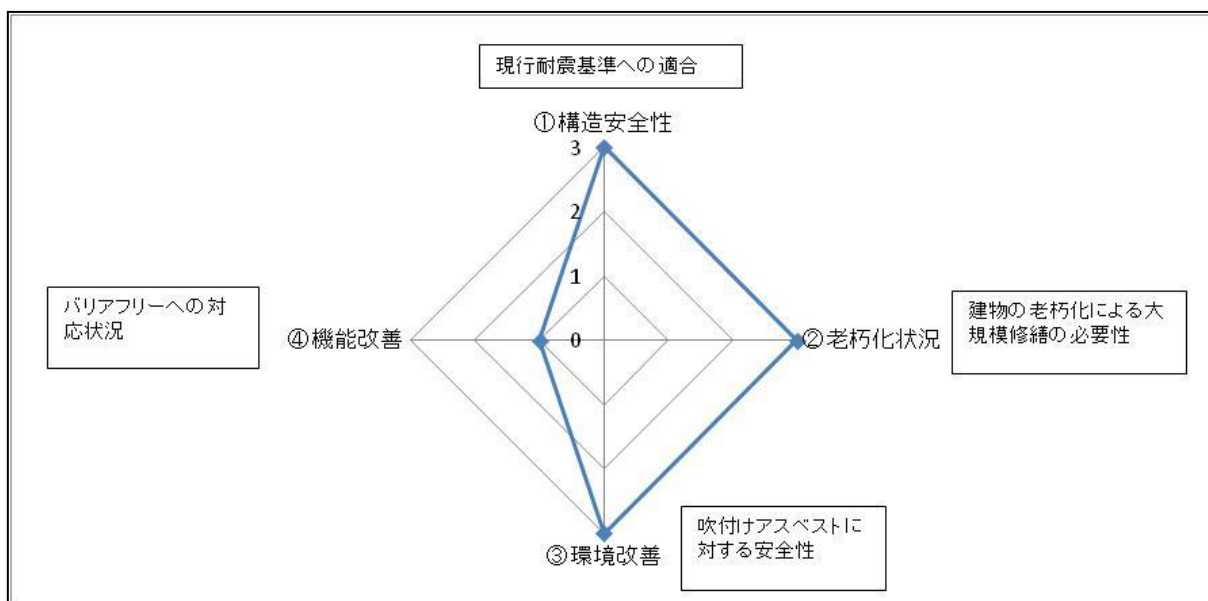 現行耐震基準への適合
①構造安全性
3
2
1
0
バリアフリーへの対
応状況
④機能改善
②老朽化状況
建物の老朽化による大
規模修繕の必要性
③環境改善
吹付けアスベストに
対する安全性